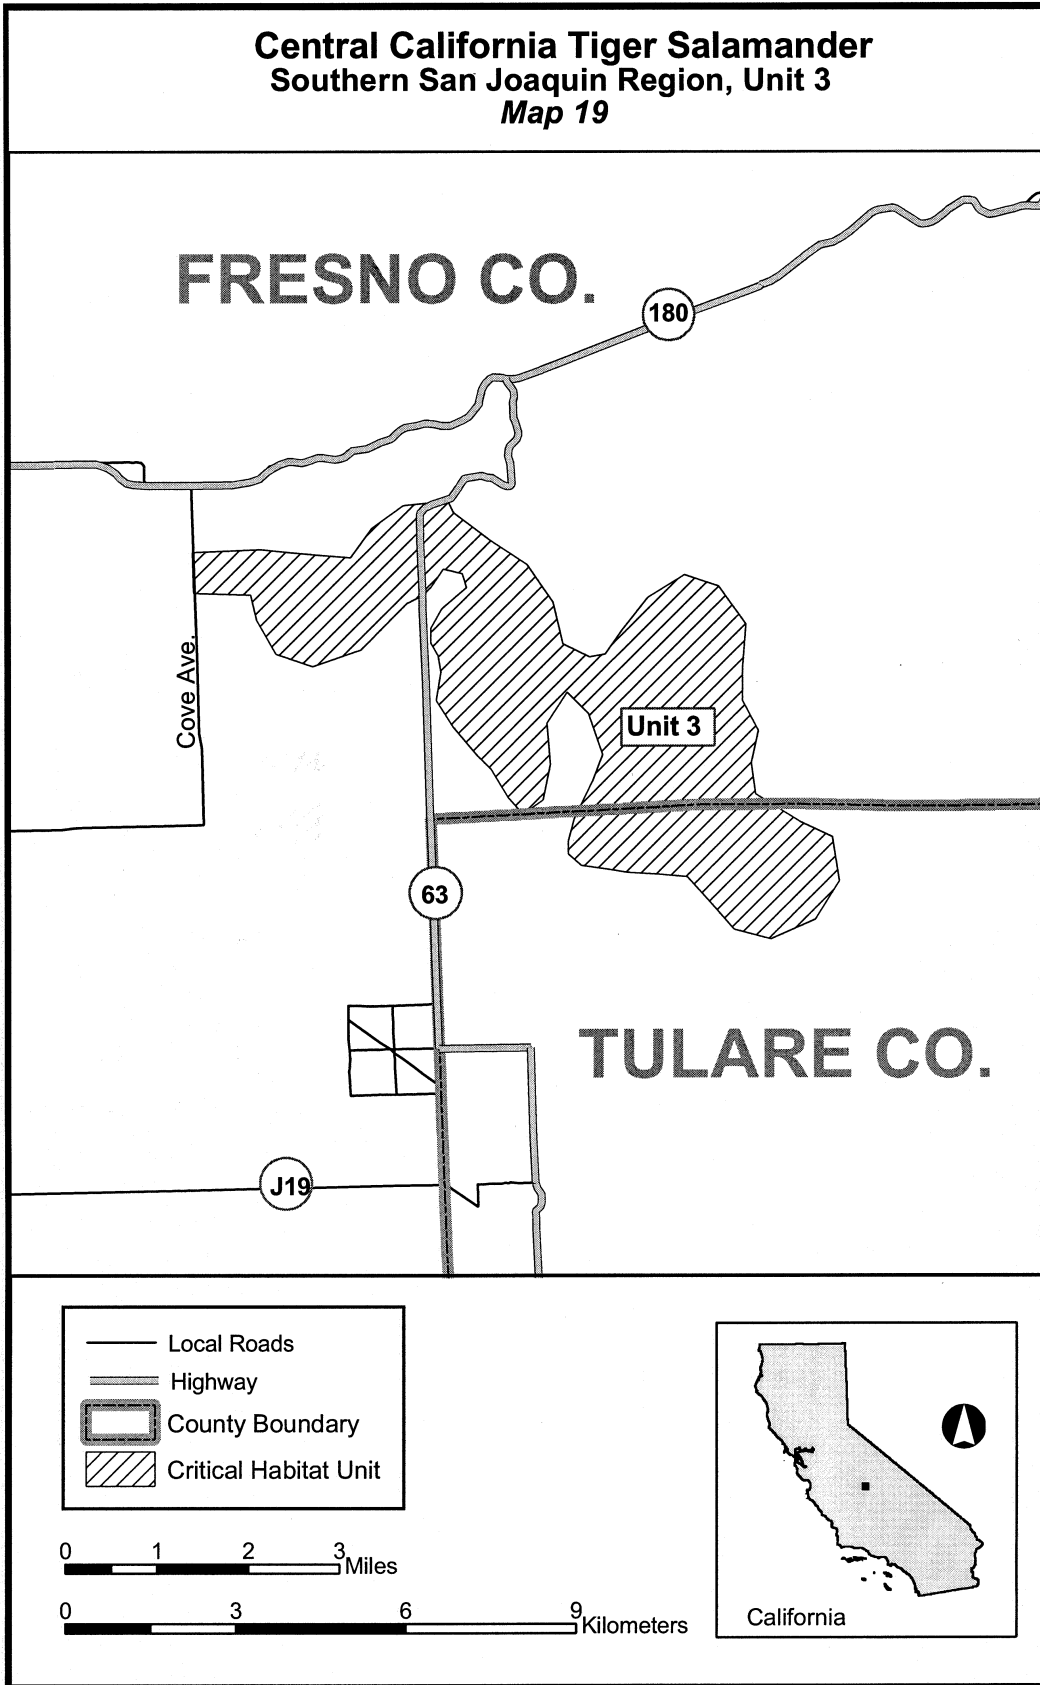 Central California Tiger Salamander
Southern San Joaquin Region, Unit 3
Map 19
FRESNO CO.
180
Cove Ave.
Unit 3
63
TULARE CO.
J19
Local Roads
Highway
County Boundary
Critical Habitat Unit
0 1 2 3 Miles
0 3 6 9 Kilometers
California